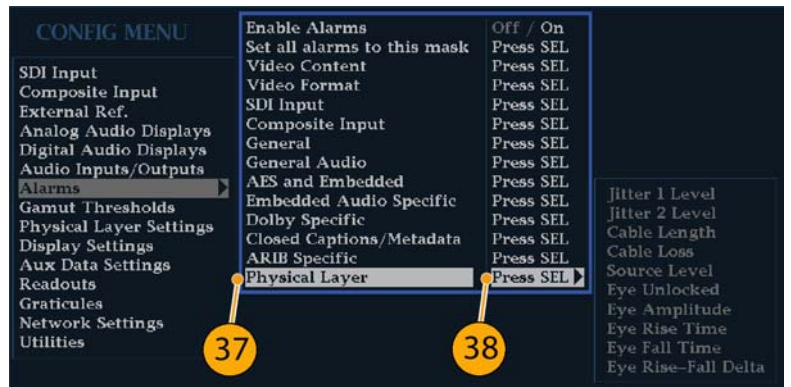 CONFIG MENU
SDI Input
Composite Input
External Ref.
Analog Audio Displays
Digital Audio Displays
Audio Inputs/Outputs
Alarms
Gamut Thresholds
Physical Layer Settings
Display Settings
Aux Data Settings
Readouts
Graticules
Network Settings
Utilities
Enable Alarms Off / On
Set all alarms to this mask Press SEL
Video Content Press SEL
Video Format Press SEL
SDI Input Press SEL
Composite Input Press SEL
General Press SEL
General Audio Press SEL
AES and Embedded Press SEL
Embedded Audio Specific Press SEL
Dolby Specific Press SEL
Closed Captions/Metadata Press SEL
ARIB Specific Press SEL
Physical Layer Press SEL
37
38
Jitter 1 Level
Jitter 2 Level
Cable Length
Cable Loss
Source Level
Eye Unlocked
Eye Amplitude
Eye Rise Time
Eye Fall Time
Eye Rise-Fall Delta